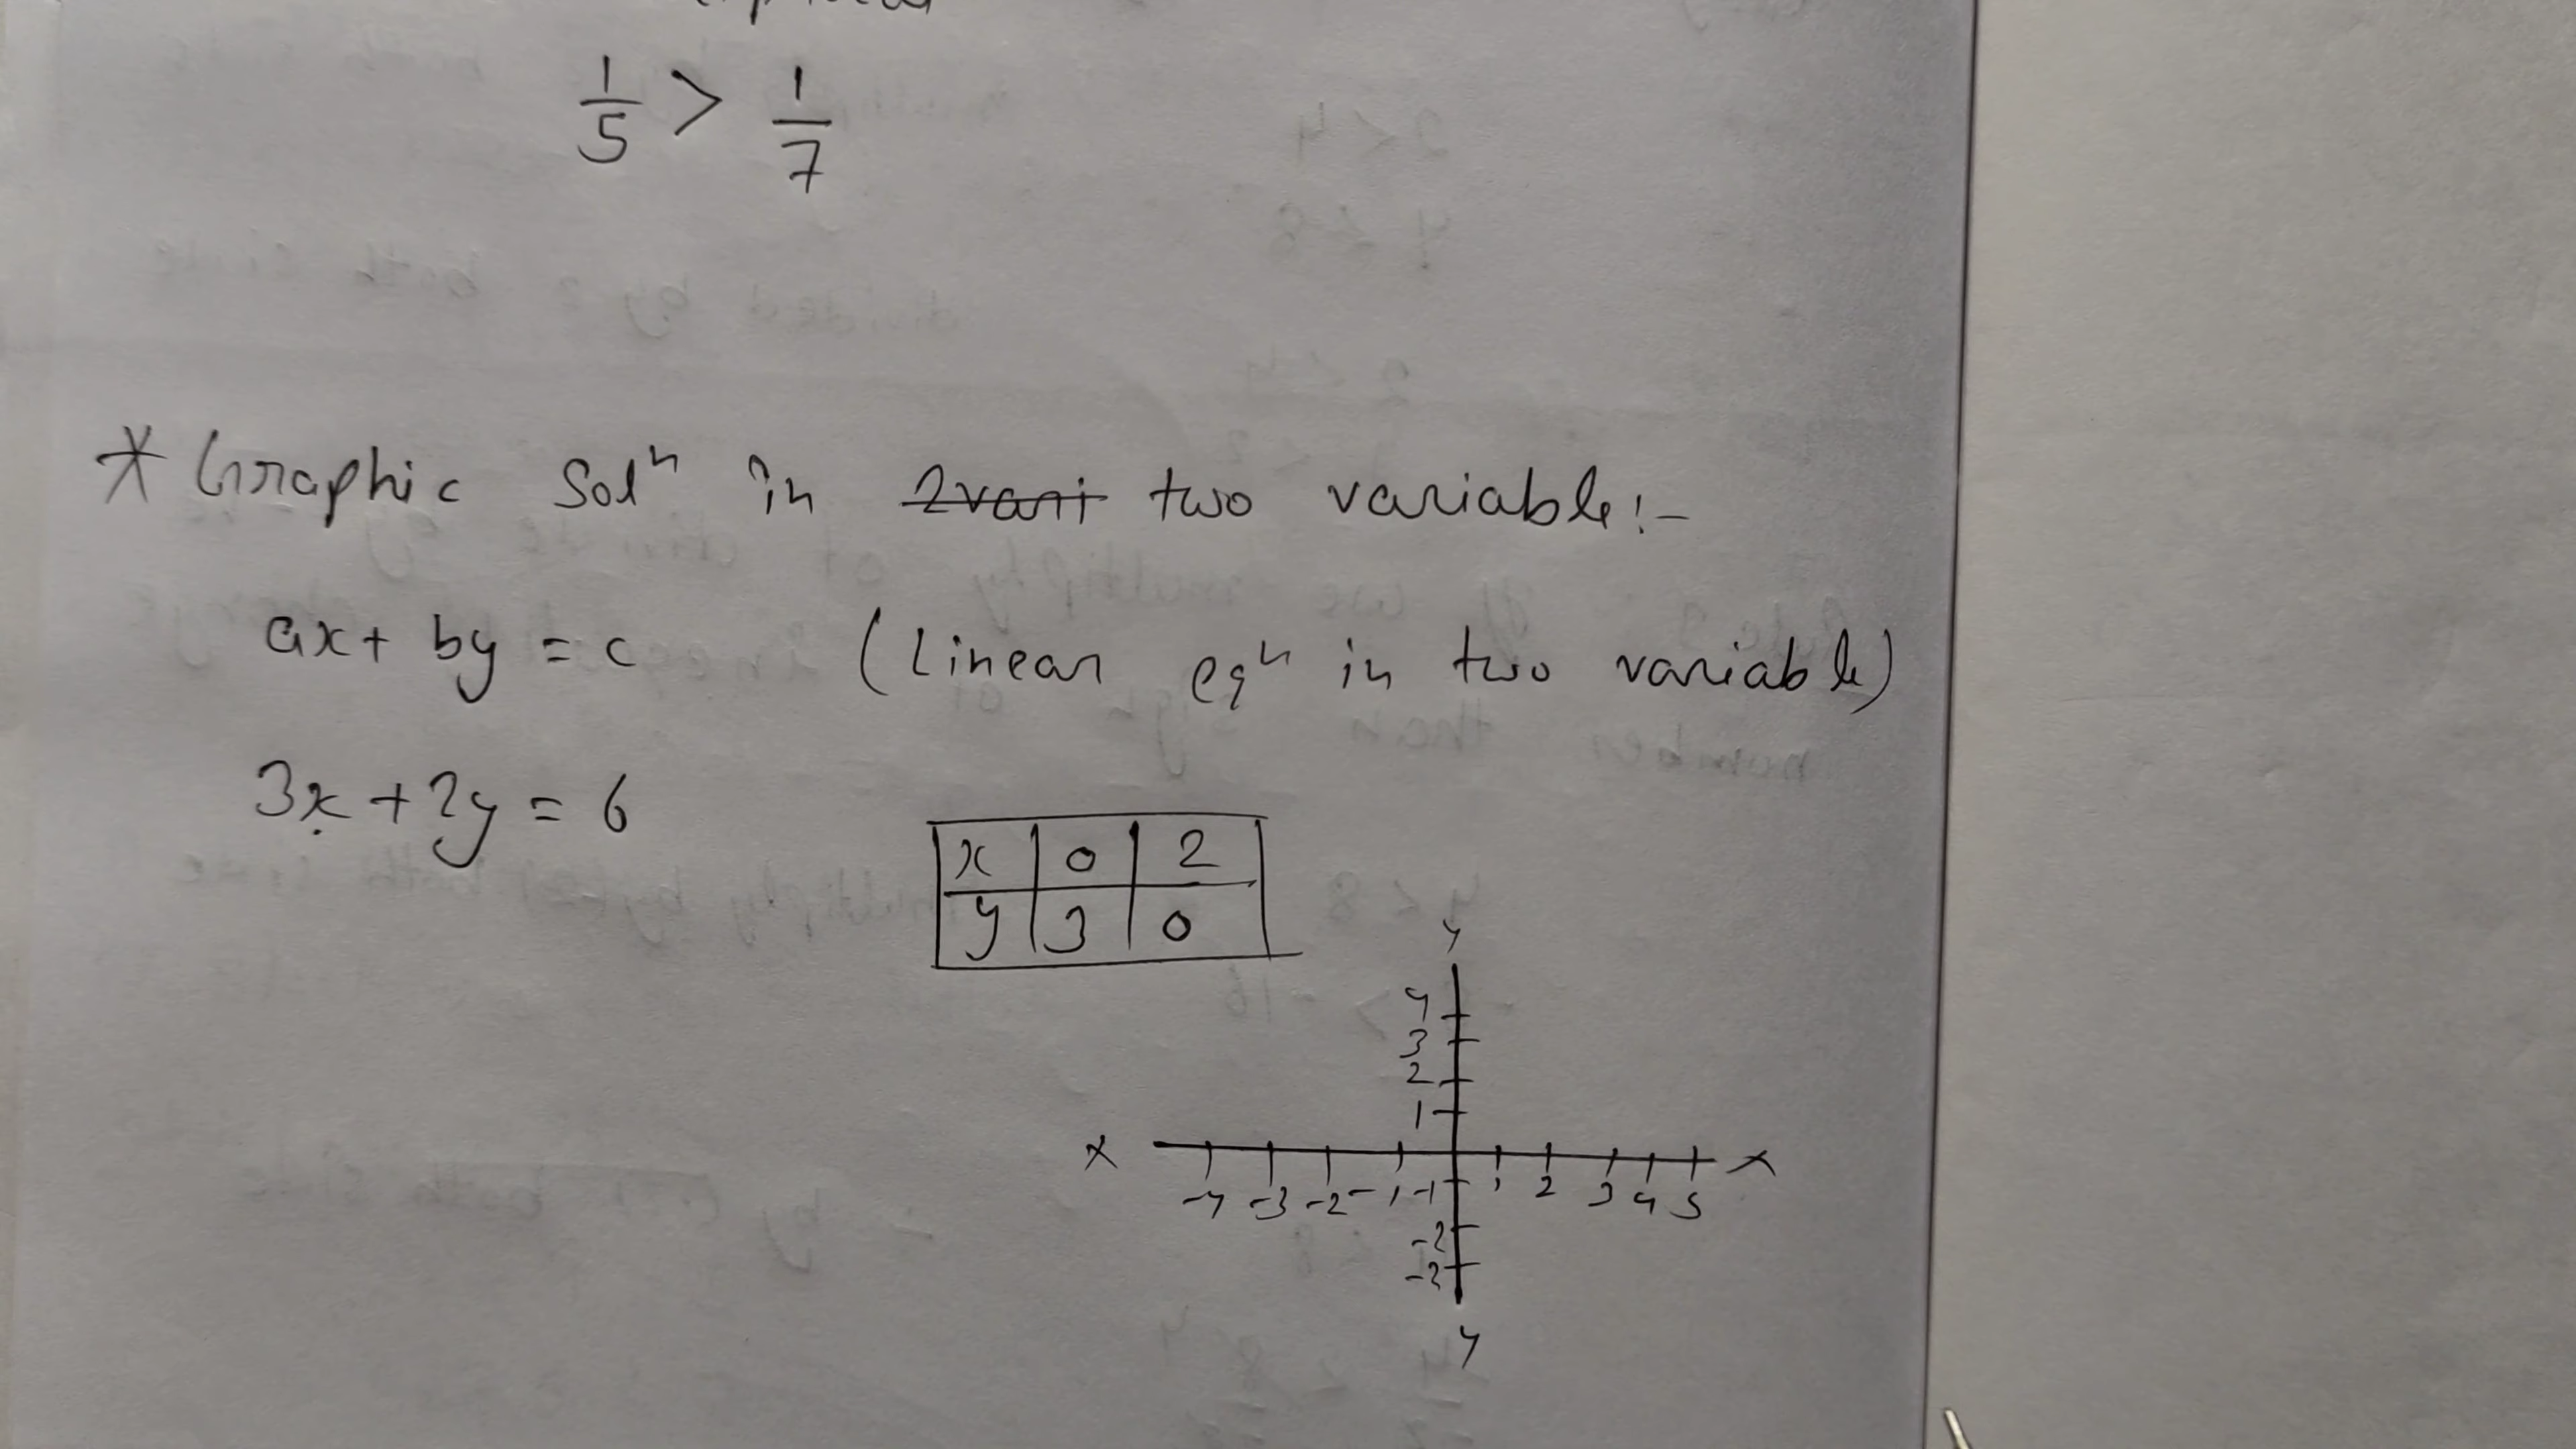 1/5 > 1/7
* Graphic Solⁿ in 2vari two variable:-
ax + by = c (Linear eqⁿ in two variable)
3x + 2y = 6
x | 0 | 2
y | 3 | 0
y
4
3
2
1
x -4 -3 -2 -1 1 2 3 4 5 x
-1
-2
-3
y